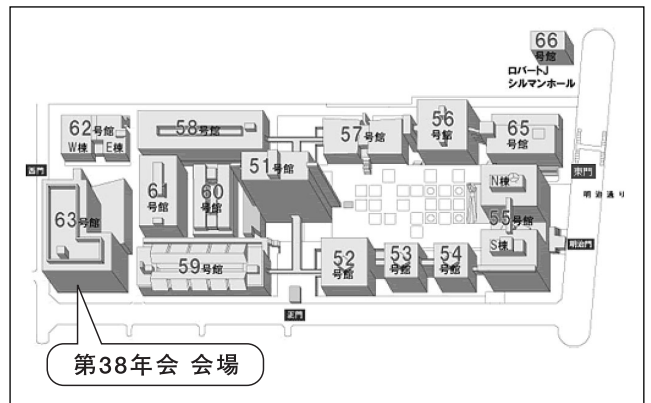 66
号館
ロバートJ
シルマンホール
62号館
W棟 E棟
58号館
57号館
56
号館
65
号館
西門
51号館
61
号館
60
号館
N棟
東門
明治通り
63号館
55号館
S棟
明治門
59号館
52
号館
53
号館
54
号館
正門
第38年会 会場